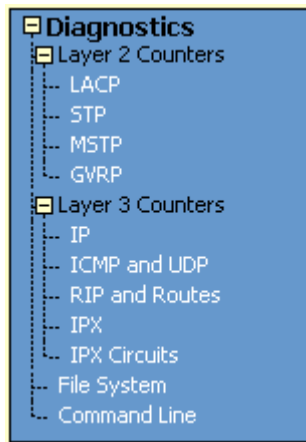 Diagnostics
Layer 2 Counters
LACP
STP
MSTP
GVRP
Layer 3 Counters
IP
ICMP and UDP
RIP and Routes
IPX
IPX Circuits
File System
Command Line